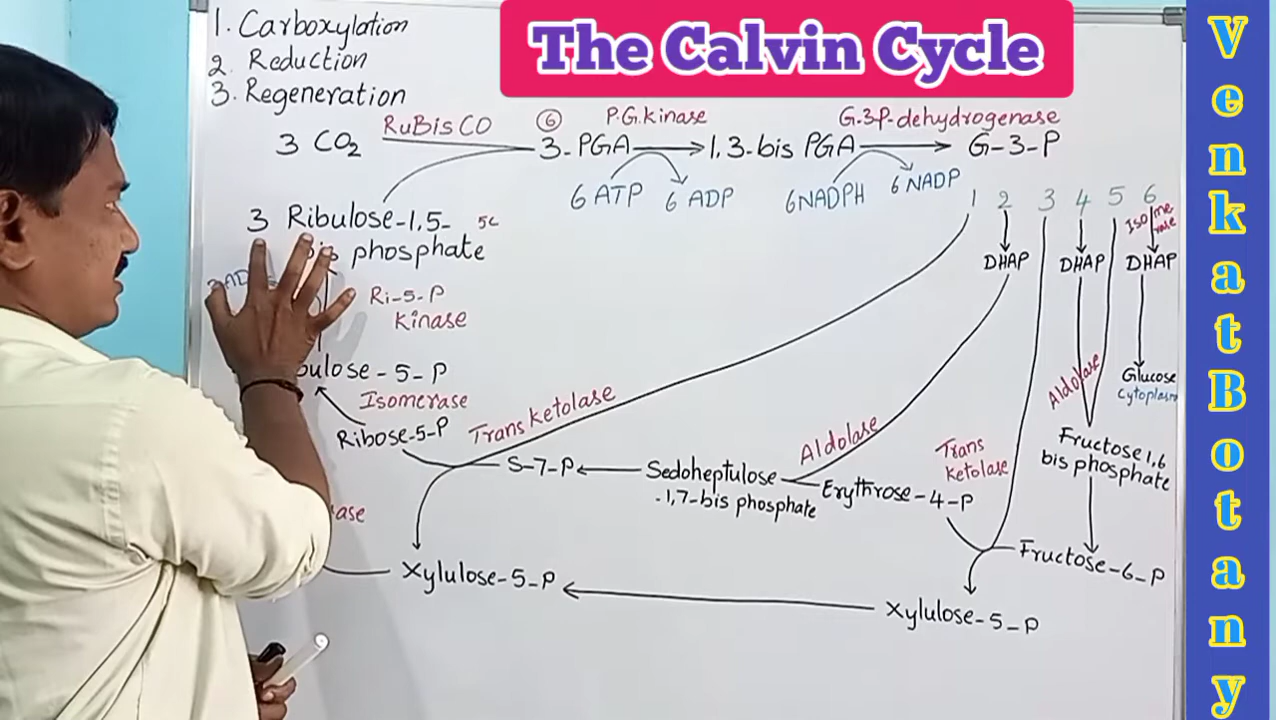 The Calvin Cycle
1. Carboxylation
2. Reduction
3. Regeneration
3 CO2 RuBisCO ⑥ 3-PGA P.G.kinase 1,3-bis PGA G.3P-dehydrogenase G-3-P
6 ATP 6 ADP 6NADPH 6 NADP
1 2 3 4 5 6
Isomerase
3 Ribulose-1,5- 5C
phosphate
DHAP DHAP DHAP
Ri-5-P
Kinase
-5-P
Isomerase
Ribose-5-P
Trans ketolase
Aldolase
Aldolase
Glucose
Cytoplasm
Trans
ketolase
Fructose 1,6
bis phosphate
S-7-P
Sedoheptulose
-1,7-bis phosphate
Erythrose-4-P
Fructose-6-P
Xylulose-5-P
Xylulose-5-P
VenkatBotany